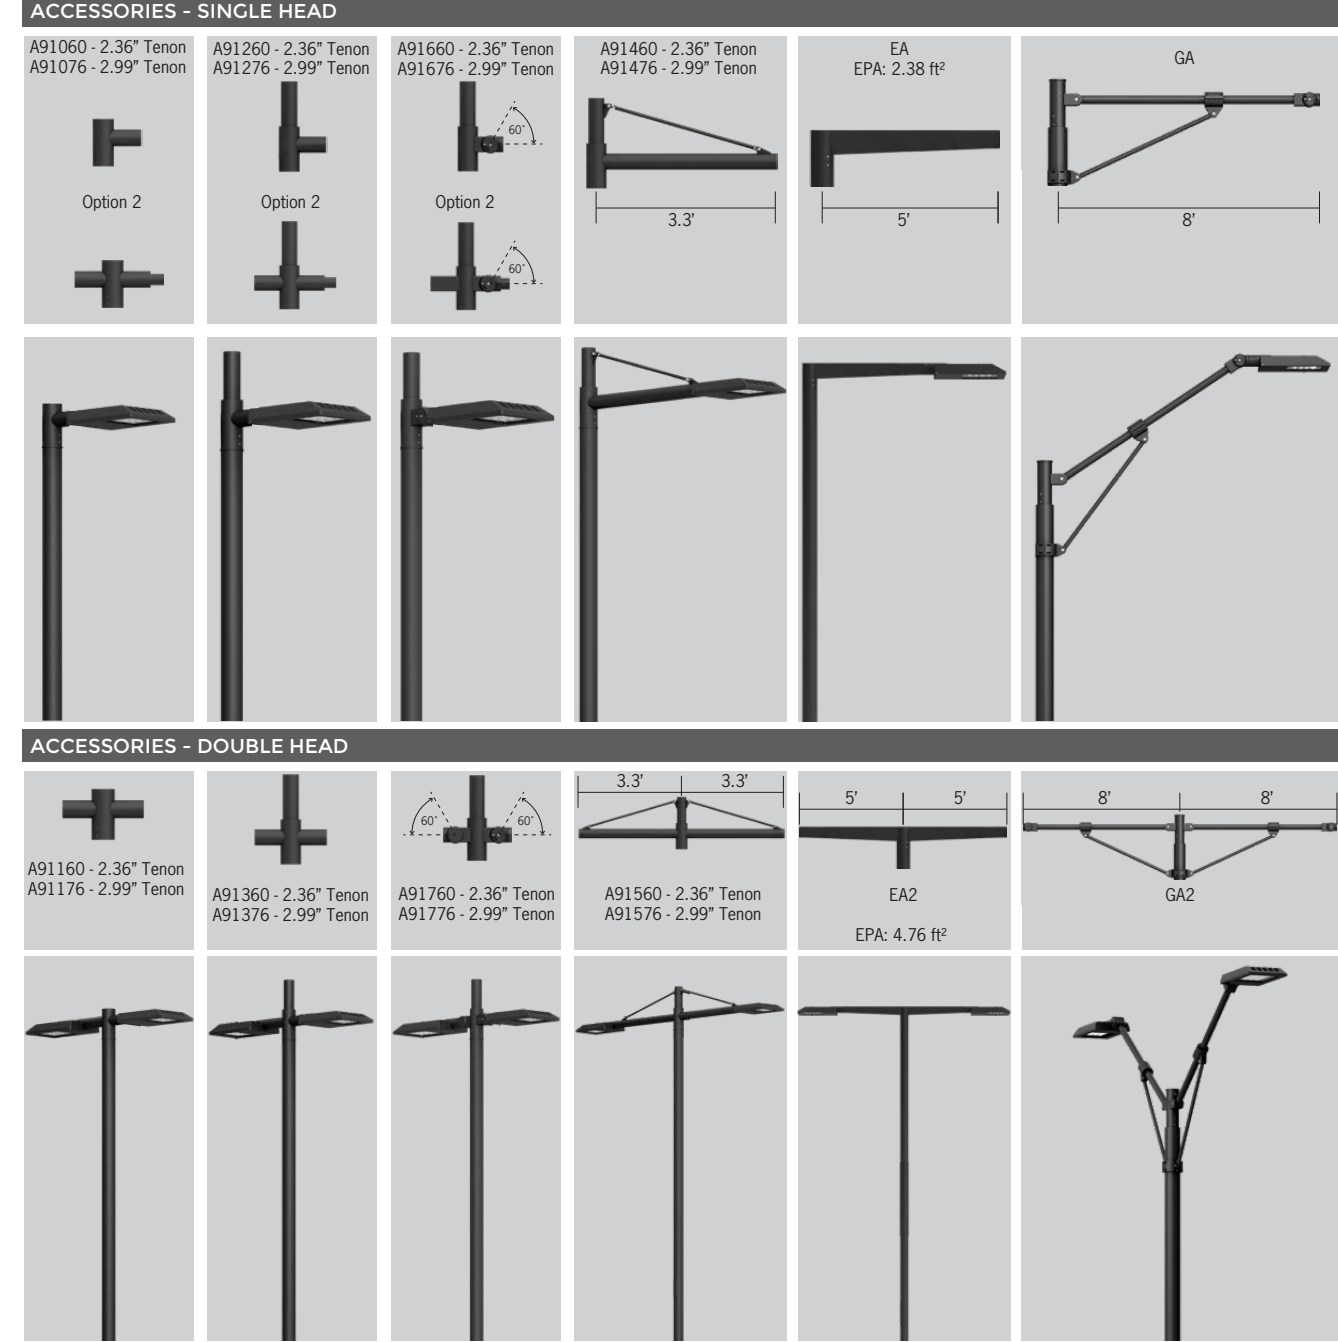 ACCESSORIES - SINGLE HEAD
A91060 - 2.36” Tenon
A91076 - 2.99” Tenon
Option 2
A91260 - 2.36” Tenon
A91276 - 2.99” Tenon
Option 2
A91660 - 2.36” Tenon
A91676 - 2.99” Tenon
60°
Option 2
60°
A91460 - 2.36” Tenon
A91476 - 2.99” Tenon
3.3’
EA
EPA: 2.38 ft²
5’
GA
8’
ACCESSORIES - DOUBLE HEAD
A91160 - 2.36” Tenon
A91176 - 2.99” Tenon
A91360 - 2.36” Tenon
A91376 - 2.99” Tenon
60° 60°
A91760 - 2.36” Tenon
A91776 - 2.99” Tenon
3.3’ 3.3’
A91560 - 2.36” Tenon
A91576 - 2.99” Tenon
5’ 5’
EA2
EPA: 4.76 ft²
8’ 8’
GA2